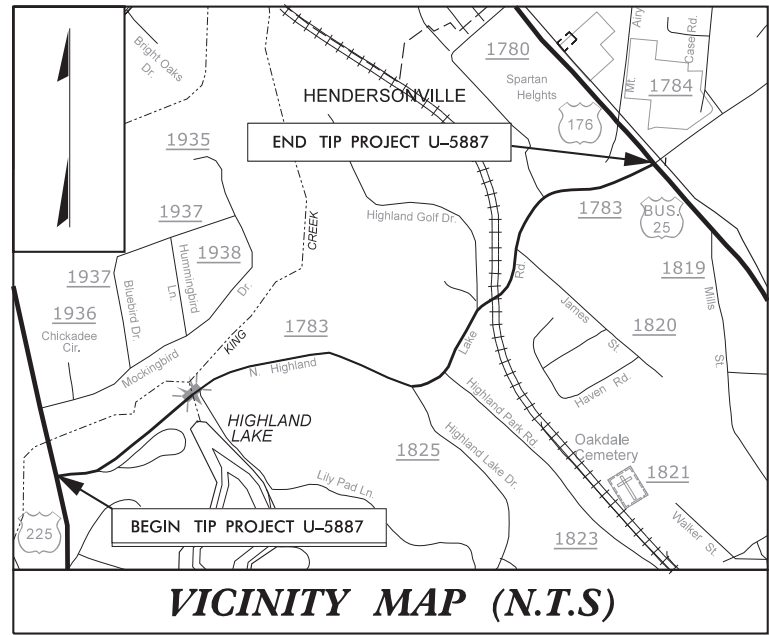 Bright Oaks
Dr.
1780
Spartan
Heights
Mt.
Airy
Case Rd.
1784
HENDERSONVILLE
176
END TIP PROJECT U–5887
1935
1937
1938
Highland Golf Dr.
CREEK
1783
BUS.
25
1937
1936
Chickadee
Cir.
Bluebird Dr.
Hummingbird
Ln.
Mockingbird
Dr.
KING
1783
N. Highland
Lake
Rd.
1819
Mills
St.
1820
James
St.
Haven Rd
HIGHLAND
LAKE
1825
Highland Park Rd
Highland Lake Dr.
Oakdale
Cemetery
1821
Lily Pad Ln.
225
BEGIN TIP PROJECT U–5887
1823
Walker St.
VICINITY MAP (N.T.S)